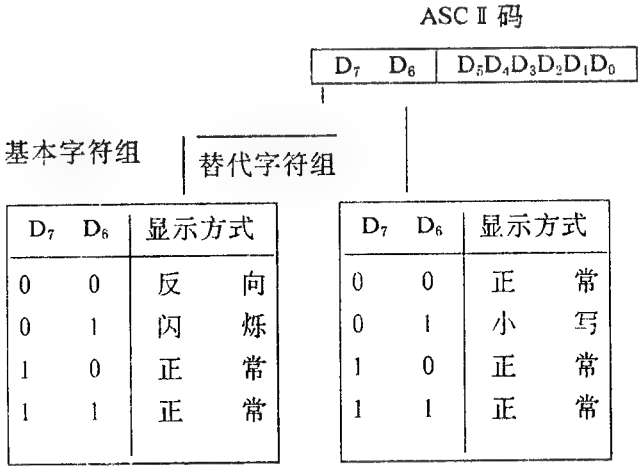 ASCⅡ码
D₇ D₆ D₅D₄D₃D₂D₁D₀
基本字符组
替代字符组
D₇ D₆ 显示方式
0 0 反 向
0 1 闪 烁
1 0 正 常
1 1 正 常
D₇ D₆ 显示方式
0 0 正 常
0 1 小 写
1 0 正 常
1 1 正 常